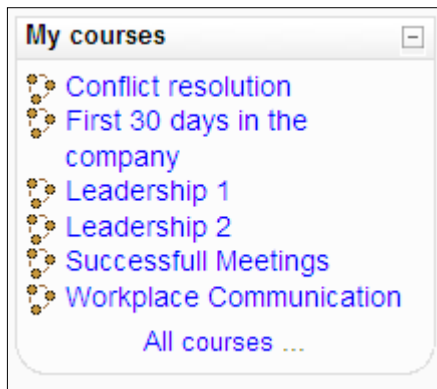 My courses
Conflict resolution
First 30 days in the
company
Leadership 1
Leadership 2
Successfull Meetings
Workplace Communication
All courses ...